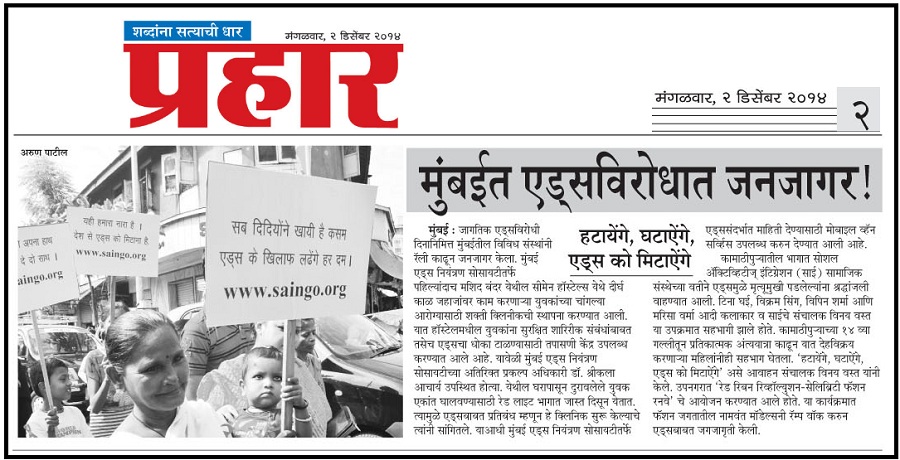 शब्दांना सत्याची धार
मंगळवार, २ डिसेंबर २०१४
प्रहार
मंगळवार, २ डिसेंबर २०१४
२
अरुण पाटील
अपना हाथ
दे दो साथ ।
www.saingo.org
यही हमारा नारा है ।
देश से एड्स को मिटाना है
www.saingo.org
सब दिदियोंने खायी है कसम
एड्स के खिलाफ लढेंगे हर दम ।
www.saingo.org
मुंबईत एड्सविरोधात जनजागर!
मुंबई : जागतिक एड्सविरोधी
दिनानिमित्त मुंबईतील विविध संस्थांनी
रॅली काढून जनजागर केला. मुंबई
एड्स नियंत्रण सोसायटीतर्फे
पहिल्यांदाच मशिद बंदर येथील सीमेन हॉस्टेल्स येथे दीर्घ
काळ जहाजांवर काम करणाऱ्या युवकांच्या चांगल्या
आरोग्यासाठी शक्ती क्लिनीकची स्थापना करण्यात आली.
यात हॉस्टेलमधील युवकांना सुरक्षित शारिरीक संबंधांबाबत
तसेच एड्सचा धोका टाळण्यासाठी तपासणी केंद्र उपलब्ध
करण्यात आले आहे. यावेळी मुंबई एड्स नियंत्रण
सोसायटीच्या अतिरिक्त प्रकल्प अधिकारी डॉ. श्रीकला
आचार्य उपस्थित होत्या. येथील घरापासून दुरावलेले युवक
एकांत घालवण्यासाठी रेड लाइट भागात जास्त दिसून येतात.
त्यामुळे एड्सबाबत प्रतिबंध म्हणून हे क्लिनिक सुरु केल्याचे
त्यांनी सांगितले. याआधी मुंबई एड्स नियंत्रण सोसायटीतर्फे
हटायेंगे, घटाऐंगे,
एड्स को मिटाऐंगे
एड्ससंदर्भात माहिती देण्यासाठी मोबाइल व्हॅन
सर्व्हिस उपलब्ध करुन देण्यात आली आहे.
कामाठीपुऱ्यातील भागात सोशल
अ‍ॅक्टिव्हिटीज् इंटिग्रेशन (साई) सामाजिक
संस्थेच्या वतीने एड्समुळे मृत्यूमुखी पडलेल्यांना श्रद्धांजली
वाहण्यात आली. टिना घई, विक्रम सिंग, विपिन शर्मा आणि
मरिसा वर्मा आदी कलाकार व साईचे संचालक विनय वस्त
या उपक्रमात सहभागी झाले होते. कामाठीपुऱ्याच्या १४ व्या
गल्लीतून प्रतिकात्मक अंत्ययात्रा काढून यात देहविक्रय
करणाऱ्या महिलांनीही सहभाग घेतला. 'हटायेंगे, घटाऐंगे,
एड्स को मिटाऐंगे' असे आवाहन संचालक विनय वस्त यांनी
केले. उपनगरात 'रेड रिबन रिव्हॉल्युशन-सेलिब्रिटी फॅशन
रनवे' चे आयोजन करण्यात आले होते. या कार्यक्रमात
फॅशन जगतातील नामवंत मॉडेल्सनी रॅम्प वॉक करुन
एड्सबाबत जगजागृती केली.